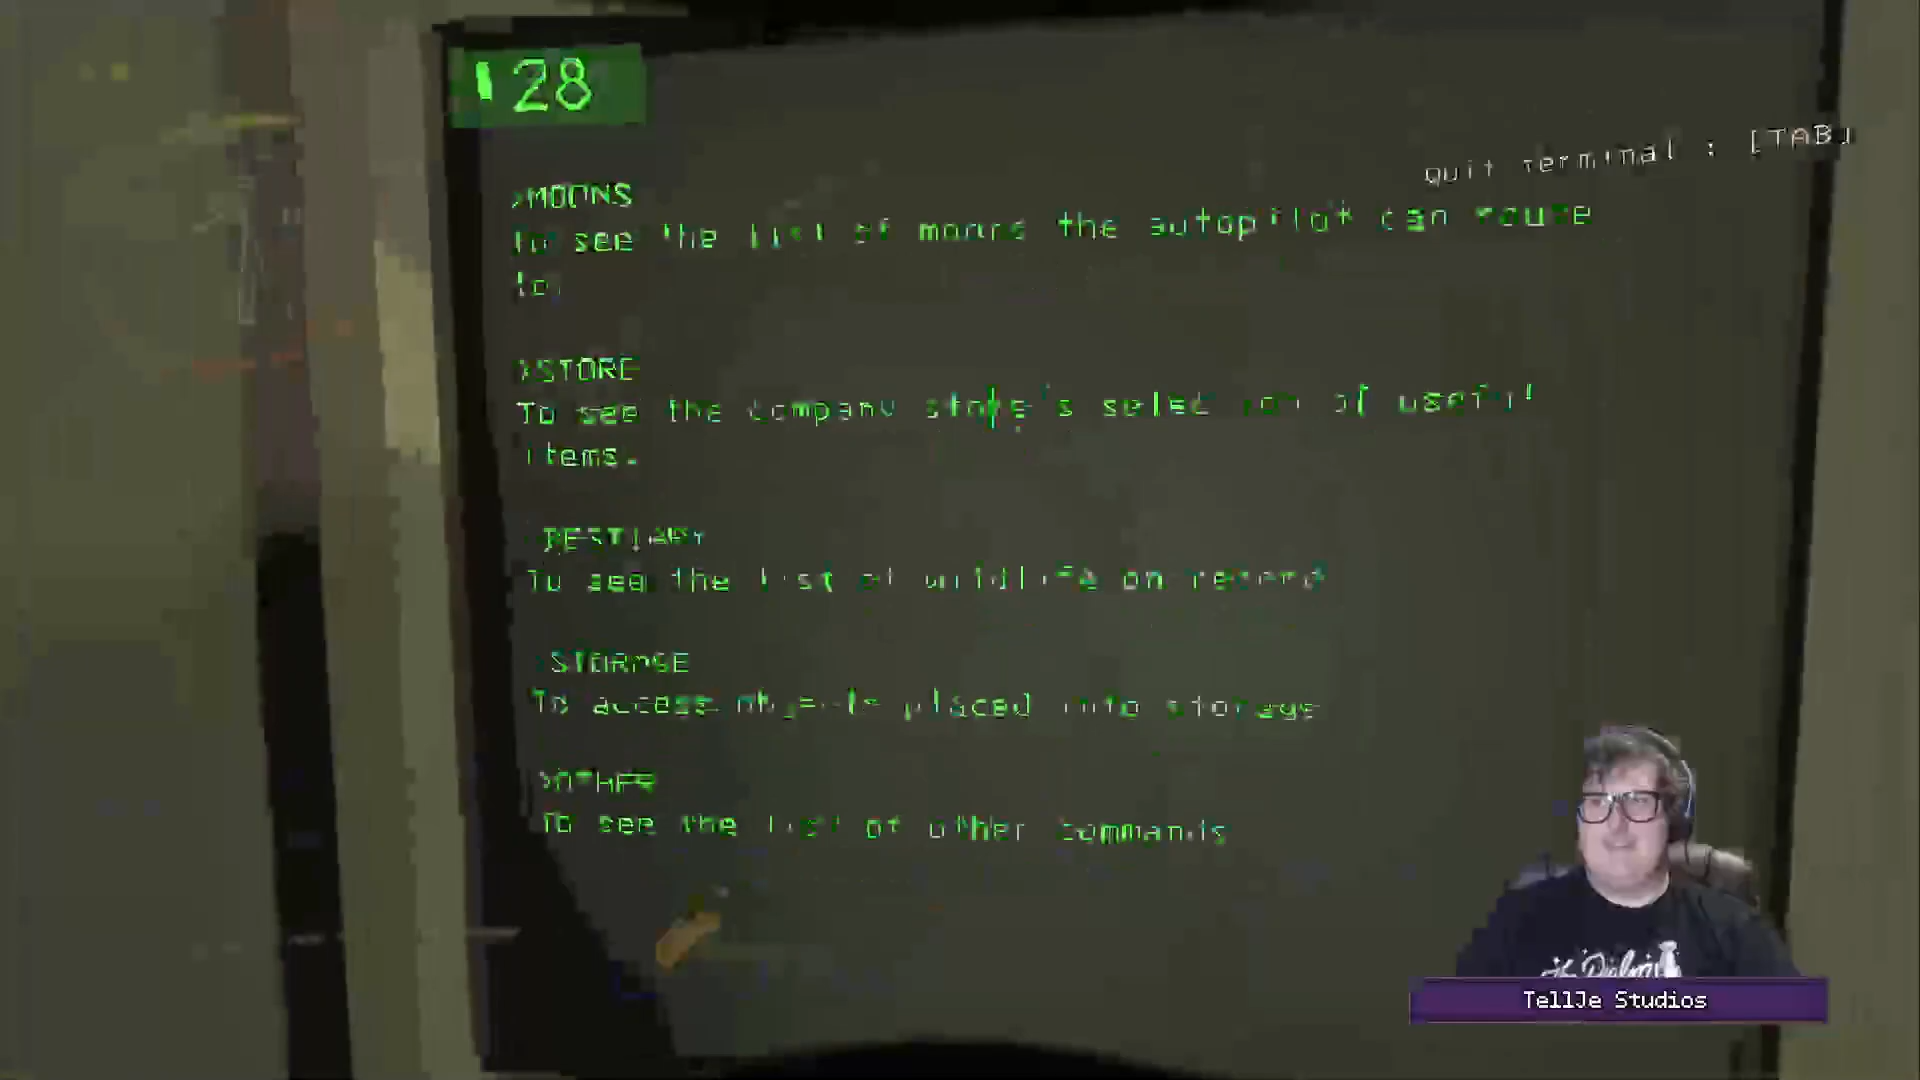 28
Quit terminal : [TAB]
>MOONS
To see the list of moons the autopilot can route
to.
>STORE
To see the company store's selection of useful
items.
>BESTIARY
To see the list of wildlife on record
>STORAGE
To access objects placed into storage
>OTHER
To see the list of other commands
TellJe Studios